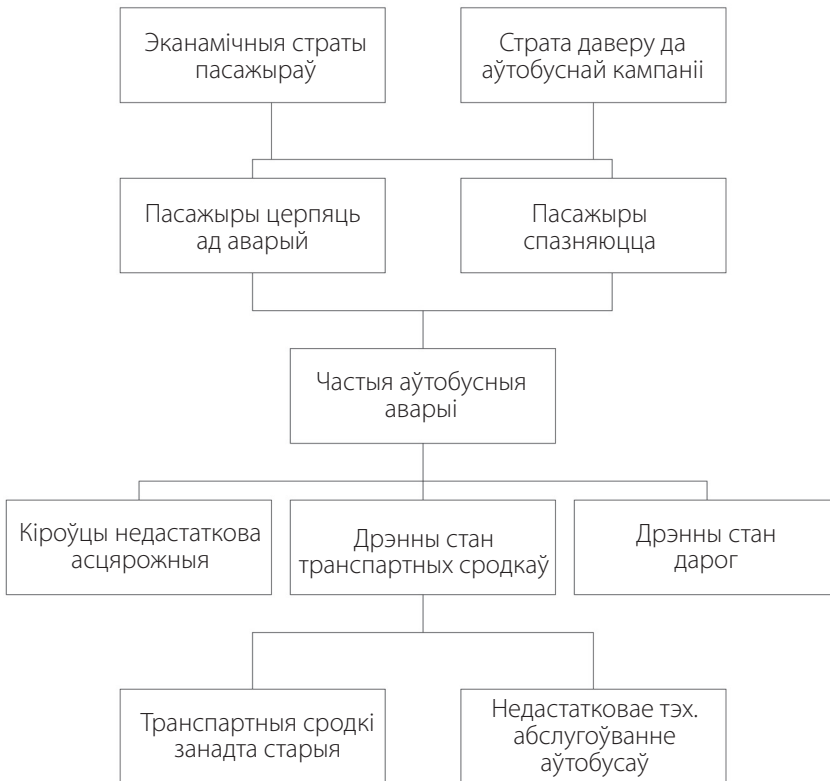 Эканамічныя страты
пасажыраў
Страта даверу да
аўтобуснай кампаніі
Пасажыры церпяць
ад аварый
Пасажыры
спазняюцца
Частыя аўтобусныя
аварыі
Кіроўцы недастаткова
асцярожныя
Дрэнны стан
транспартных сродкаў
Дрэнны стан
дарог
Транспартныя сродкі
занадта старыя
Недастатковае тэх.
абслугоўванне
аўтобусаў